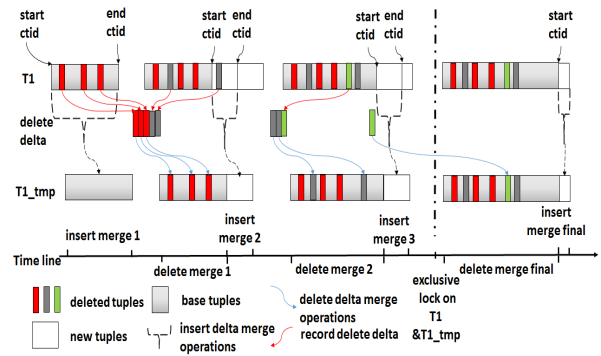 start
ctid
end
ctid
start
ctid
end
ctid
start
ctid
end
ctid
start
ctid
T1
delete
delta
T1_tmp
insert merge 1
insert
merge 2
insert
merge 3
insert
merge final
Time line
delete merge 1
delete merge 2
exclusive
lock on
T1
&T1_tmp
delete merge final
deleted tuples
base tuples
delete delta merge
operations
new tuples
insert delta merge
operations
record delete delta